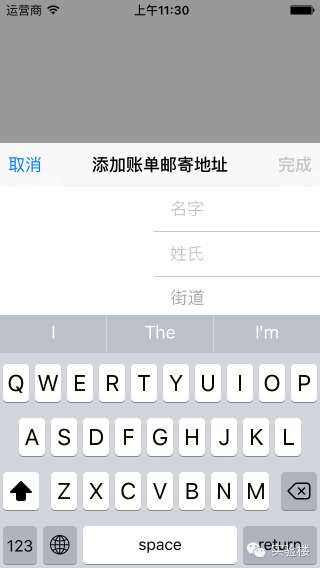 运营商 上午11:30
取消 添加账单邮寄地址 完成
名字
姓氏
街道
I The I'm
Q W E R T Y U I O P
A S D F G H J K L
Z X C V B N M
123 space return
实验楼